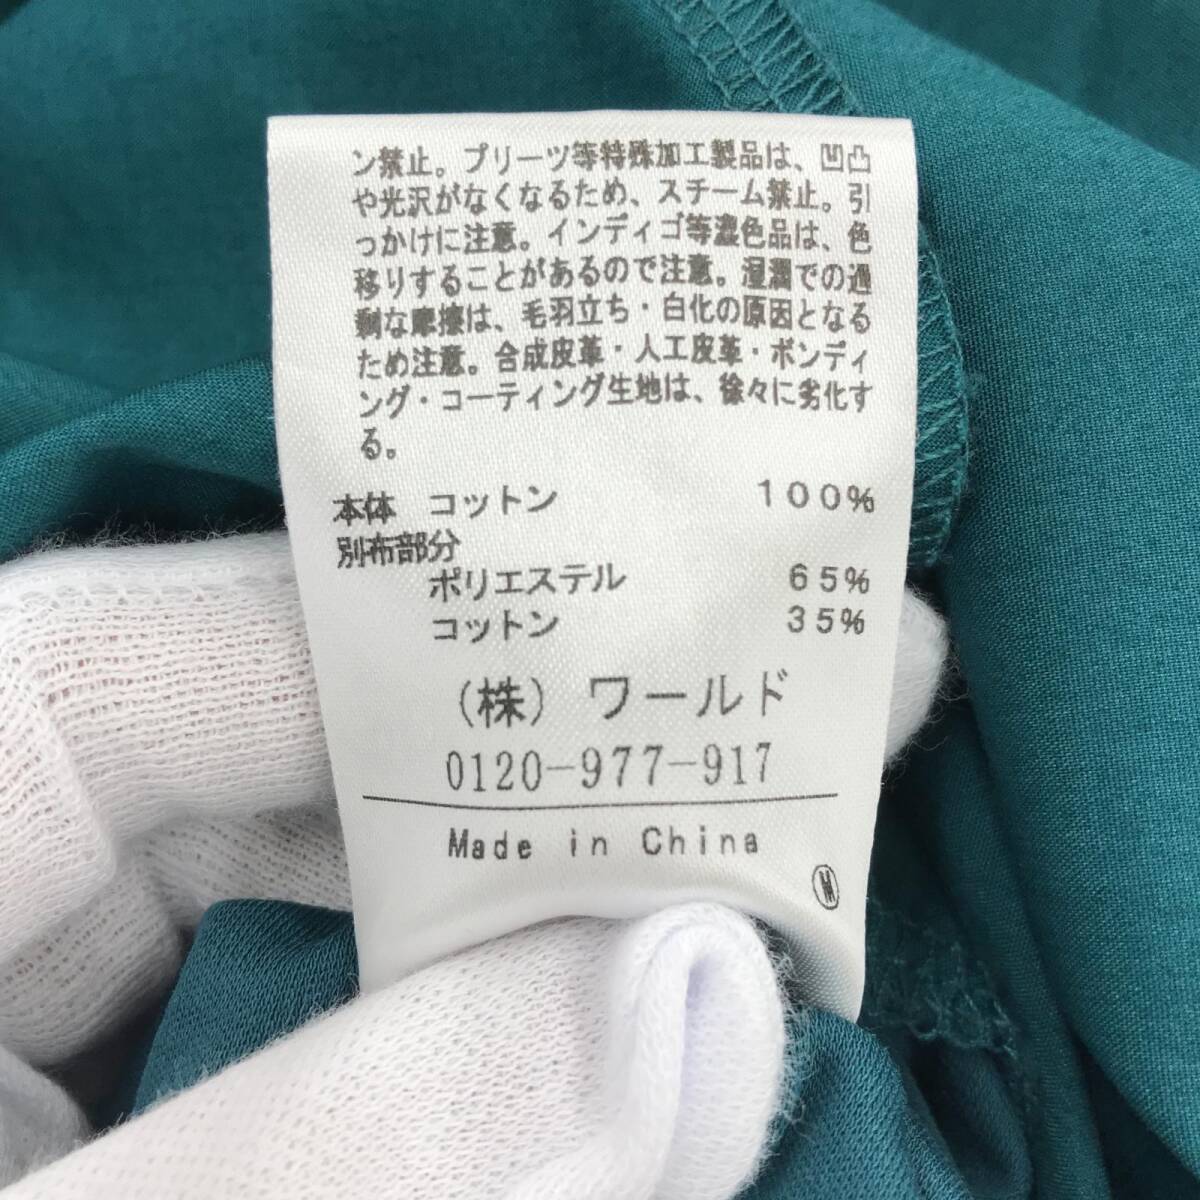 ン禁止。プリーツ等特殊加工製品は、凹凸
や光沢がなくなるため、スチーム禁止。引
っかけに注意。インディゴ等濃色品は、色
移りすることがあるので注意。湿潤での過
剰な摩擦は、毛羽立ち・白化の原因となる
ため注意。合成皮革・人工皮革・ボンディ
ング・コーティング生地は、徐々に劣化す
る。
本体 コットン 100%
別布部分
ポリエステル 65%
コットン 35%
(株) ワールド
0120-977-917
Made in China